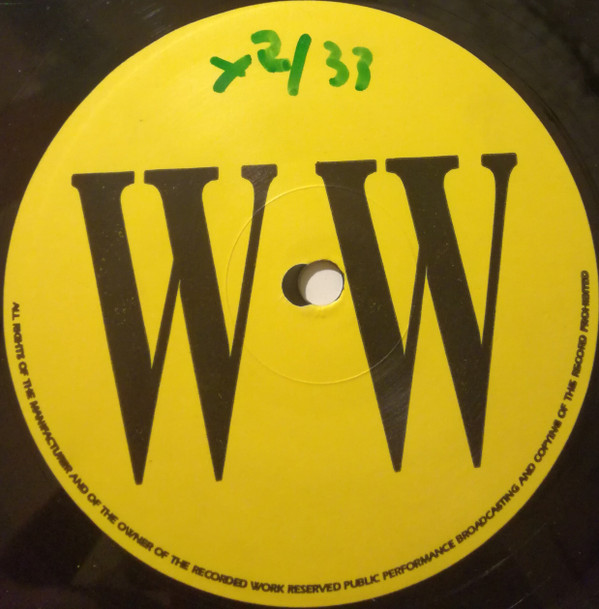 x2/33
W W
ALL RIGHTS OF THE MANUFACTURER AND OF THE OWNER OF THE RECORDED WORK RESERVED PUBLIC PERFORMANCE BROADCASTING AND COPYING OF THIS RECORD PROHIBITED